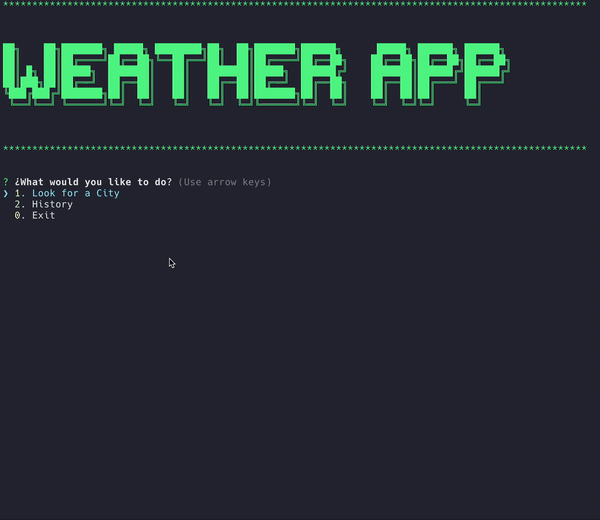 ****************************************************************************************************
WEATHER APP
****************************************************************************************************
? ¿What would you like to do? (Use arrow keys)
❯ 1. Look for a City
2. History
0. Exit